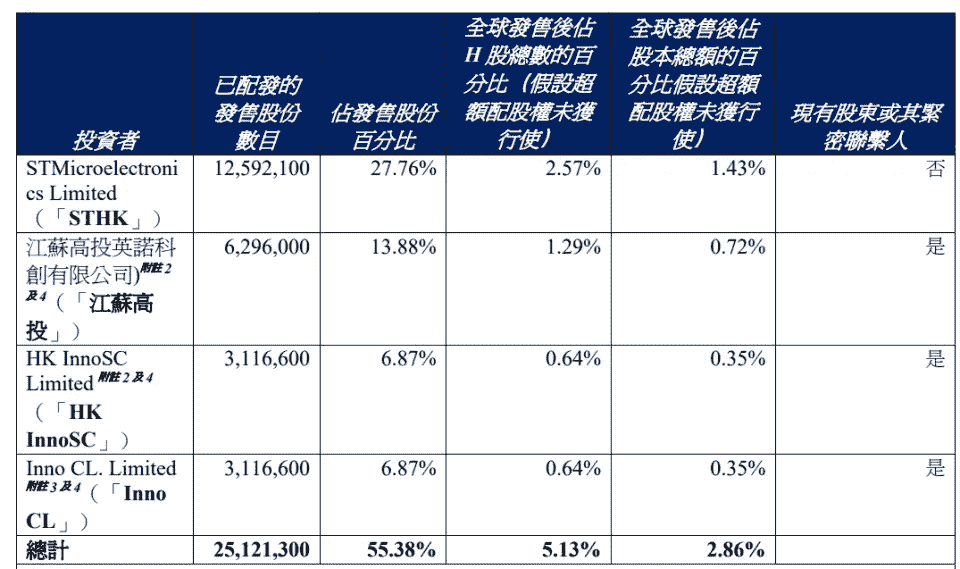 投資者 已配發的發售股份數目 佔發售股份百分比 全球發售後佔H 股總數的百分比（假設超額配股權未獲行使） 全球發售後佔股本總額的百分比假設超額配股權未獲行使） 現有股東或其緊密聯繫人
STMicroelectroni 12,592,100 27.76% 2.57% 1.43% 否
cs Limited
（「STHK」）
江蘇高投英諾科 6,296,000 13.88% 1.29% 0.72% 是
創有限公司)附註 2
及 4（「江蘇高
投」）
HK InnoSC 3,116,600 6.87% 0.64% 0.35% 是
Limited 附註 2 及 4
（「HK
InnoSC」）
Inno CL. Limited 3,116,600 6.87% 0.64% 0.35% 是
附註 3 及 4（「Inno
CL」）
總計 25,121,300 55.38% 5.13% 2.86%